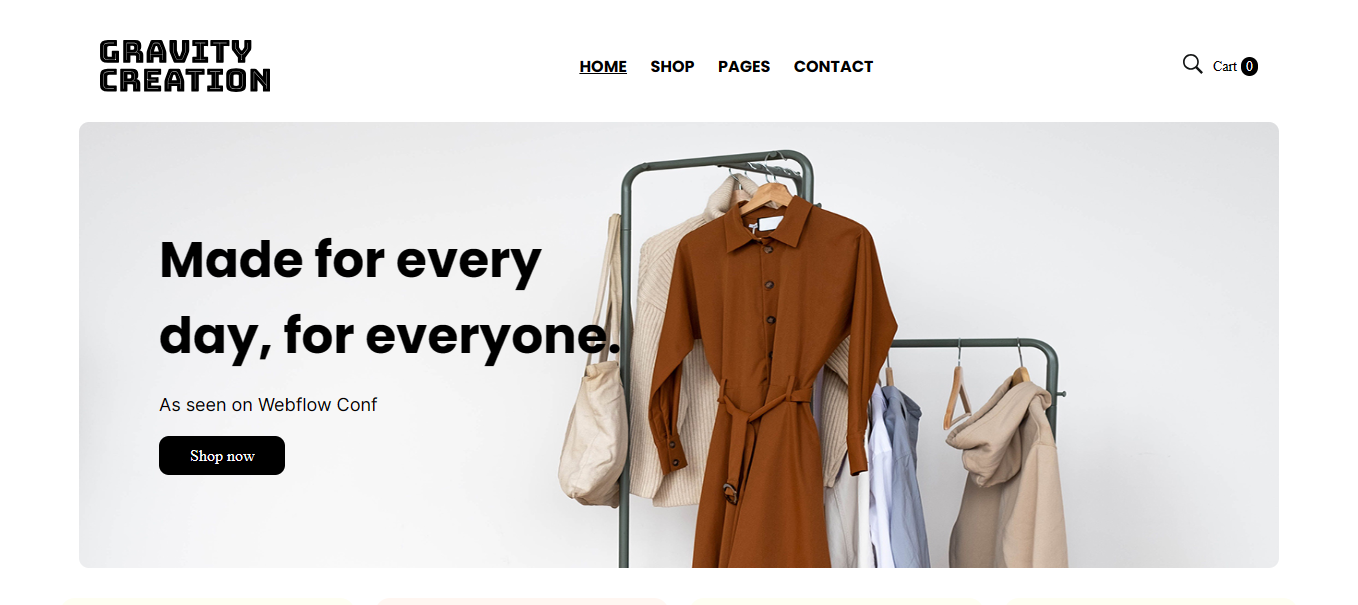 GRAVITY
CREATION
HOME SHOP PAGES CONTACT
Cart 0
Made for every
day, for everyone.
As seen on Webflow Conf
Shop now